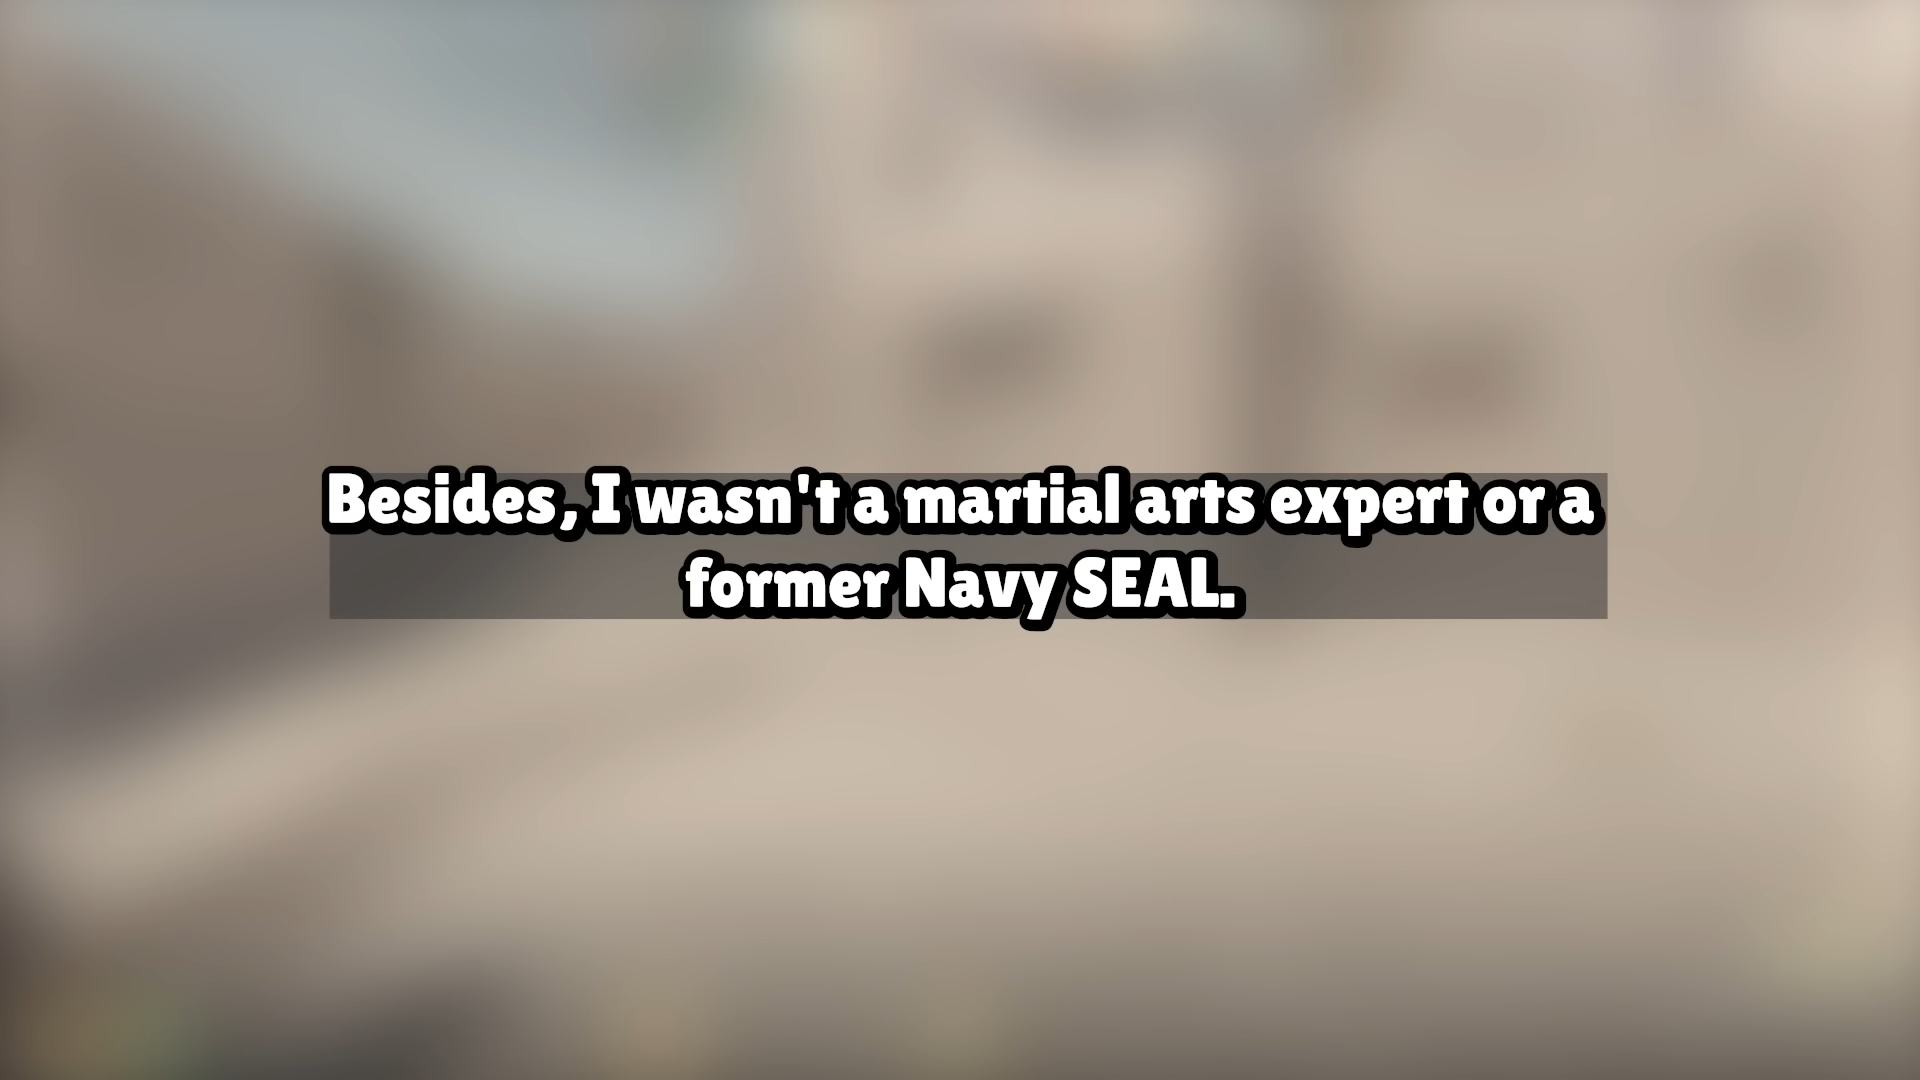 Besides, I wasn't a martial arts expert or a
former Navy SEAL.